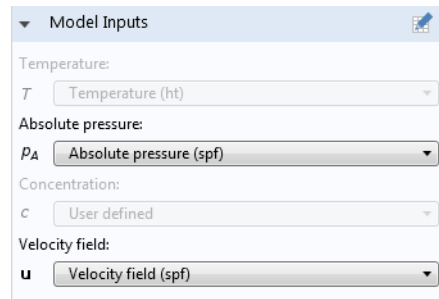 Model Inputs
Temperature:
T Temperature (ht)
Absolute pressure:
pA Absolute pressure (spf)
Concentration:
c User defined
Velocity field:
u Velocity field (spf)